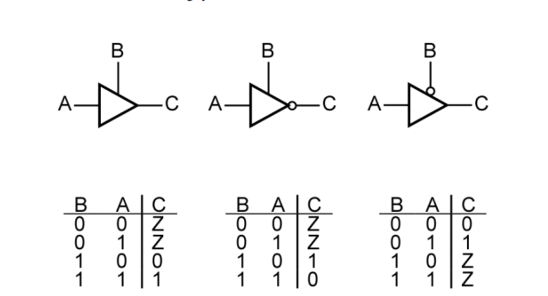 B B B
A C A C A C
B A C B A C B A C
0 0 Z 0 0 Z 0 0 0
0 1 Z 0 1 Z 0 1 1
1 0 0 1 0 1 1 0 Z
1 1 1 1 1 0 1 1 Z